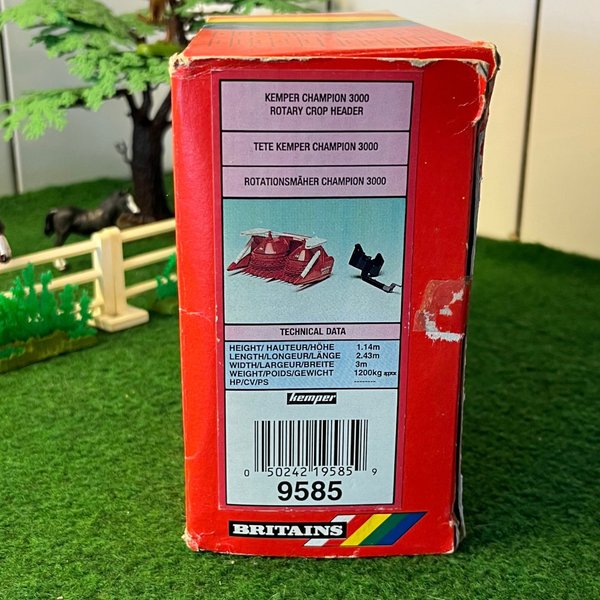 KEMPER CHAMPION 3000
ROTARY CROP HEADER
TETE KEMPER CHAMPION 3000
ROTATIONSMÄHER CHAMPION 3000
TECHNICAL DATA
HEIGHT/ HAUTEUR/HÖHE 1.14m
LENGTH/LONGEUR/LÄNGE 2.43m
WIDTH/LARGEUR/BREITE 3m
WEIGHT/POIDS/GEWICHT 1200kg aprx
HP/CV/PS --------
kemper
0 50242 19585 9
9585
BRITAINS